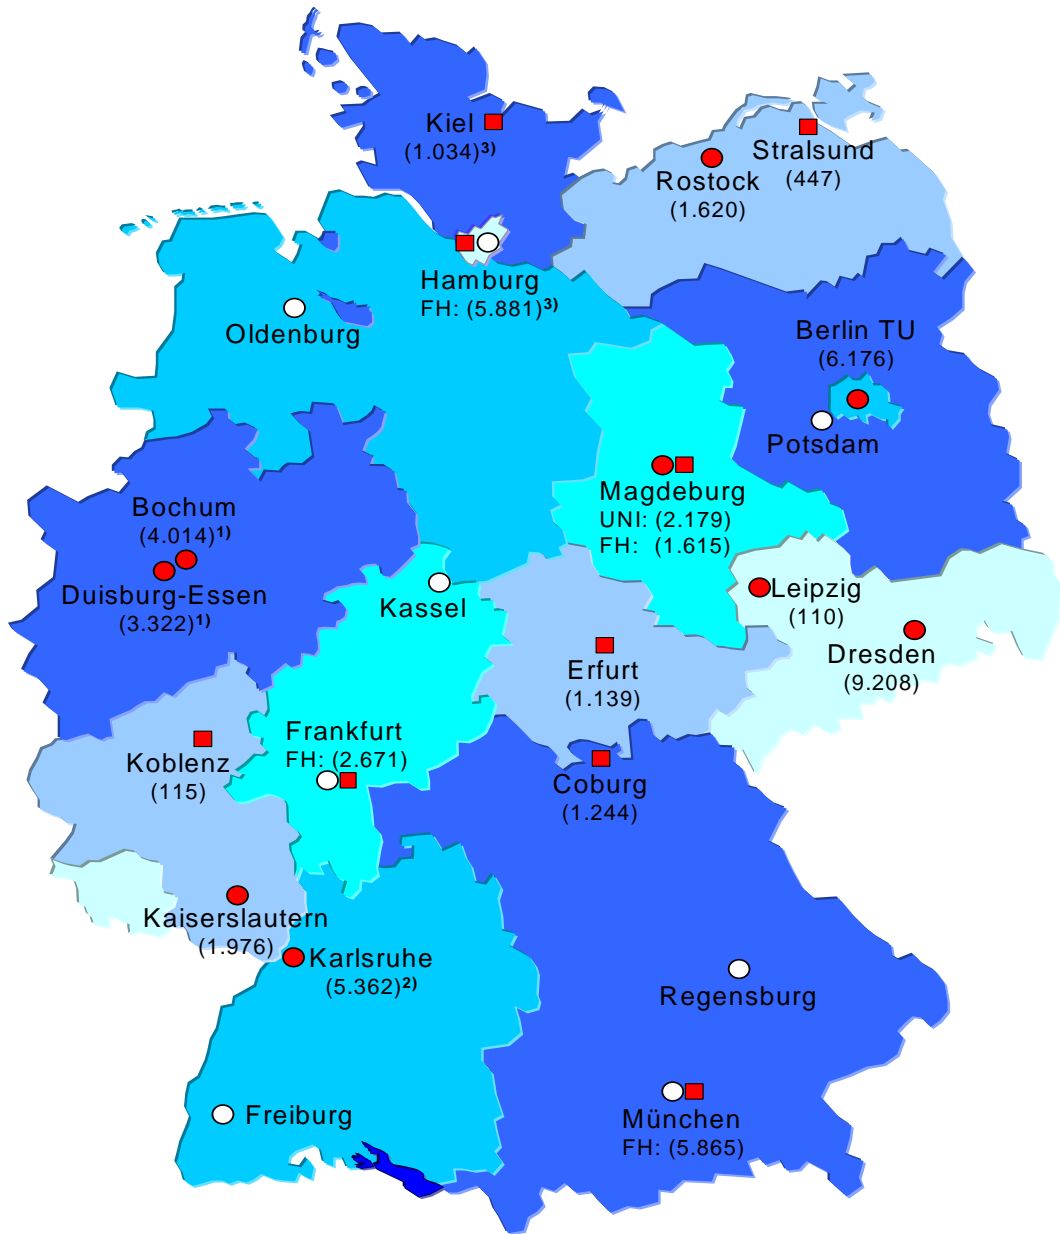 Kiel
(1.034)3)
Stralsund
(447)
Rostock
(1.620)
Hamburg
FH: (5.881)3)
Oldenburg
Berlin TU
(6.176)
Potsdam
Magdeburg
UNI: (2.179)
FH: (1.615)
Bochum
(4.014)1)
Duisburg-Essen
(3.322)1)
Kassel
Leipzig
(110)
Dresden
(9.208)
Erfurt
(1.139)
Frankfurt
FH: (2.671)
Koblenz
(115)
Coburg
(1.244)
Kaiserslautern
(1.976)
Karlsruhe
(5.362)2)
Regensburg
Freiburg
München
FH: (5.865)